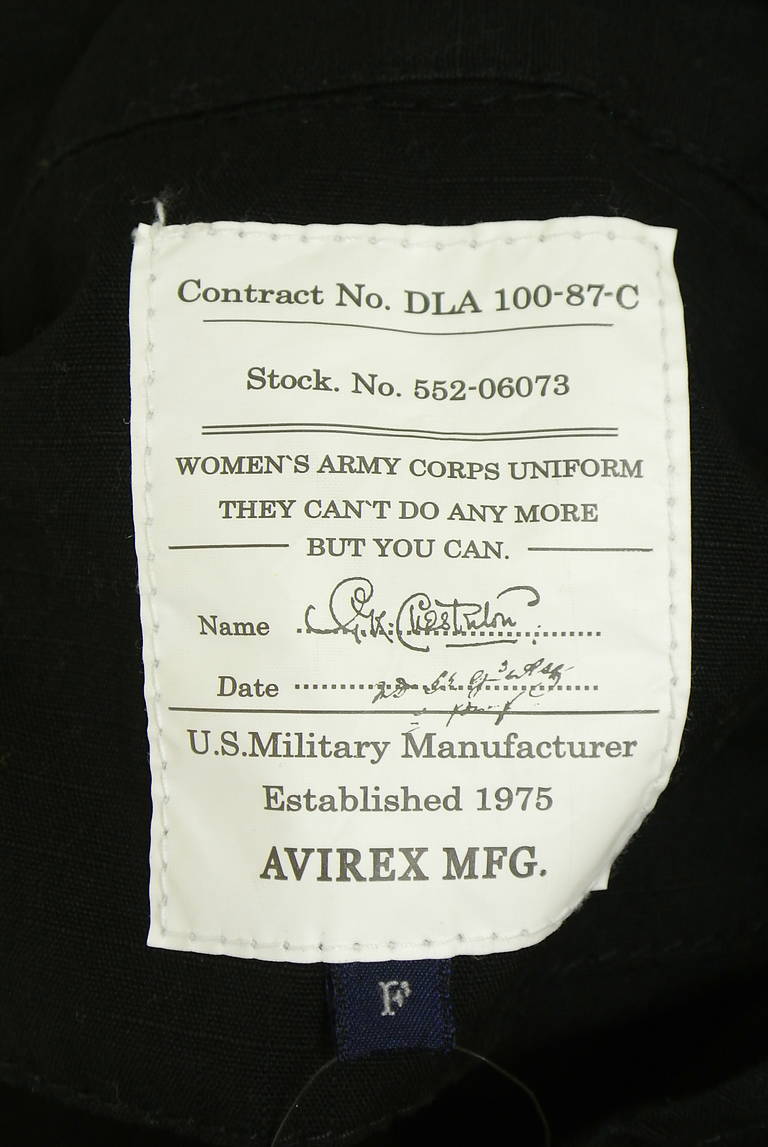 Contract No. DLA 100-87-C
Stock. No. 552-06073
WOMEN`S ARMY CORPS UNIFORM
THEY CAN`T DO ANY MORE
BUT YOU CAN.
Name G.K. Chesterton
Date
U.S.Military Manufacturer
Established 1975
AVIREX MFG.
F